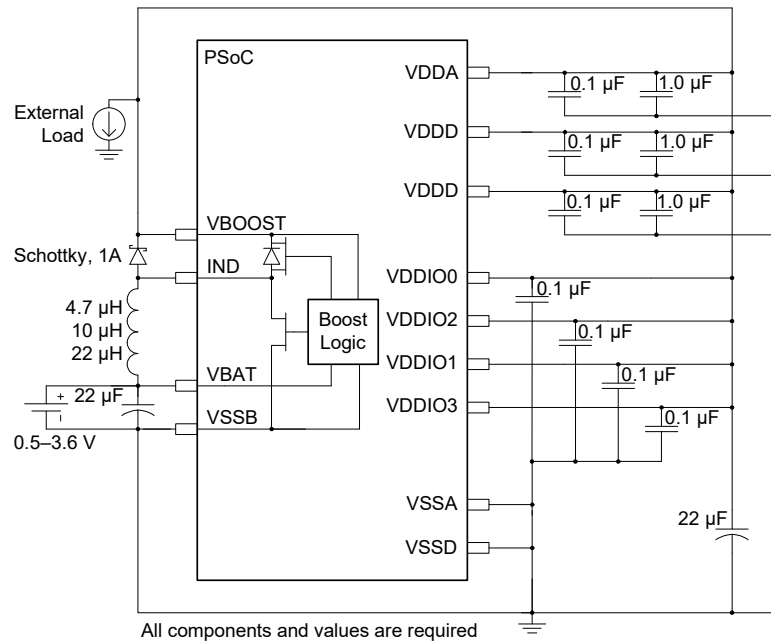 PSoC
VDDA
0.1 µF
1.0 µF
External
Load
VDDD
0.1 µF
1.0 µF
VDDD
0.1 µF
1.0 µF
VBOOST
Schottky, 1A
IND
VDDIO0
0.1 µF
4.7 µH
10 µH
22 µH
Boost
Logic
VDDIO2
0.1 µF
VDDIO1
0.1 µF
VBAT
22 µF
+
VDDIO3
0.1 µF
VSSB
0.5–3.6 V
VSSA
22 µF
VSSD
All components and values are required